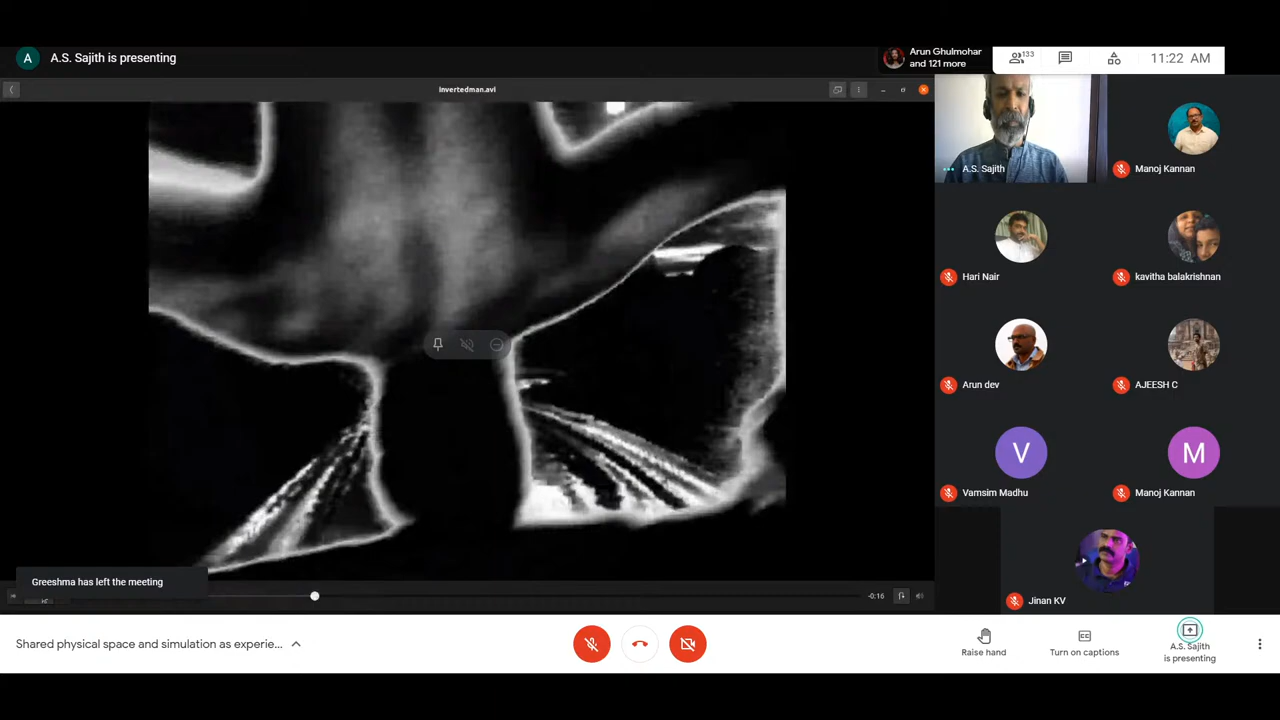 A
A.S. Sajith is presenting
Arun Ghulmohar
and 121 more
133
11:22 AM
invertedman.avi
A.S. Sajith
Manoj Kannan
Hari Nair
kavitha balakrishnan
Arun dev
AJEESH C
V
Vamsim Madhu
M
Manoj Kannan
Jinan KV
Greeshma has left the meeting
-0:16
Shared physical space and simulation as experie...
Raise hand
CC
Turn on captions
A.S. Sajith
is presenting